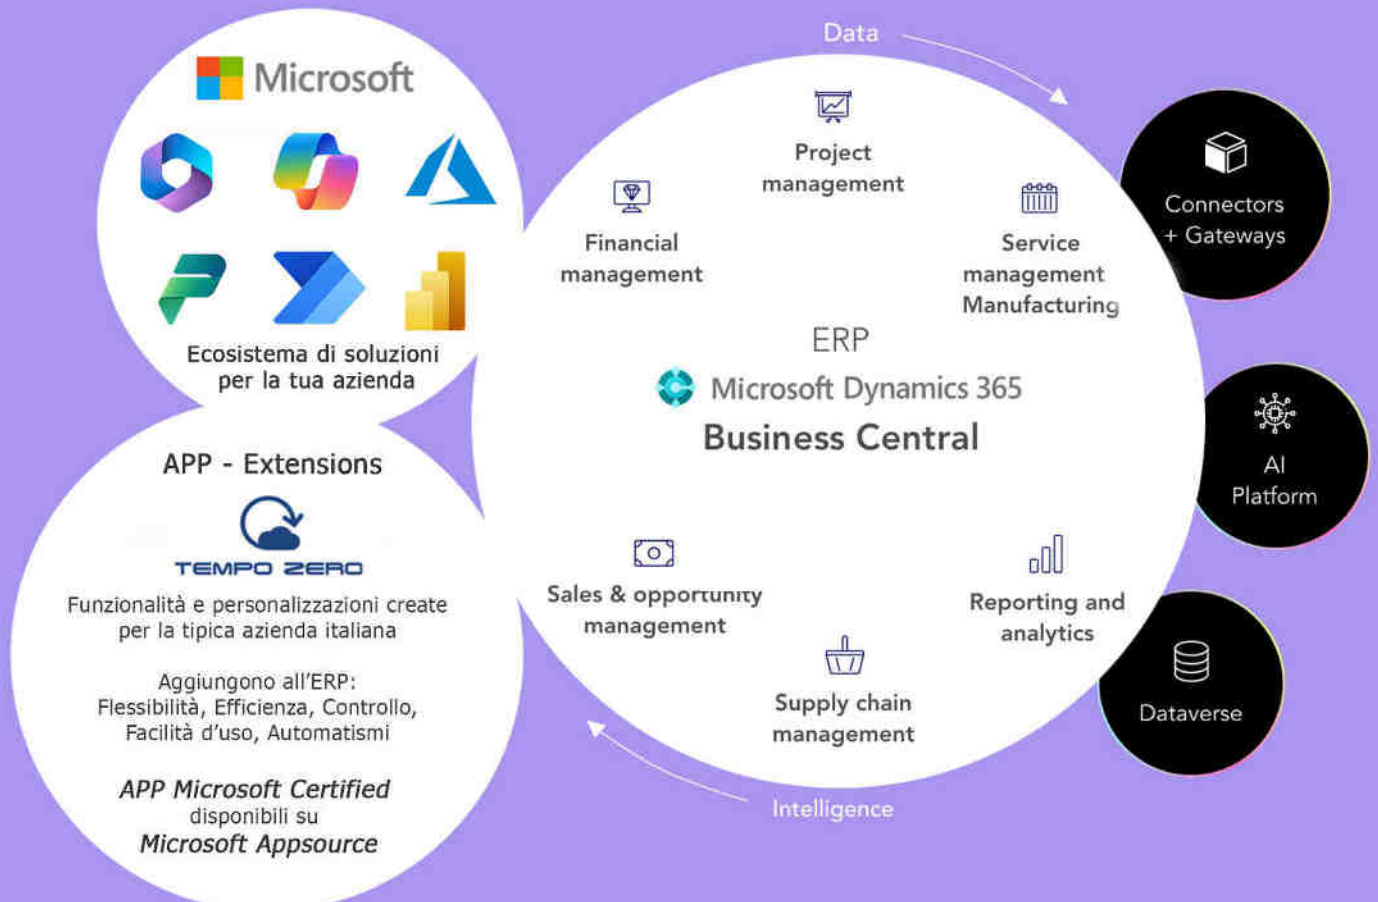 Microsoft
Ecosistema di soluzioni
per la tua azienda
APP - Extensions
TEMPO ZERO
Funzionalità e personalizzazioni create
per la tipica azienda italiana
Aggiungono all'ERP:
Flessibilità, Efficienza, Controllo,
Facilità d'uso, Automatismi
APP Microsoft Certified
disponibili su
Microsoft Appsource
Data
Project
management
Financial
management
Service
management
Manufacturing
ERP
Microsoft Dynamics 365
Business Central
Sales & opportunity
management
Reporting and
analytics
Supply chain
management
Intelligence
Connectors
+ Gateways
AI
Platform
Dataverse